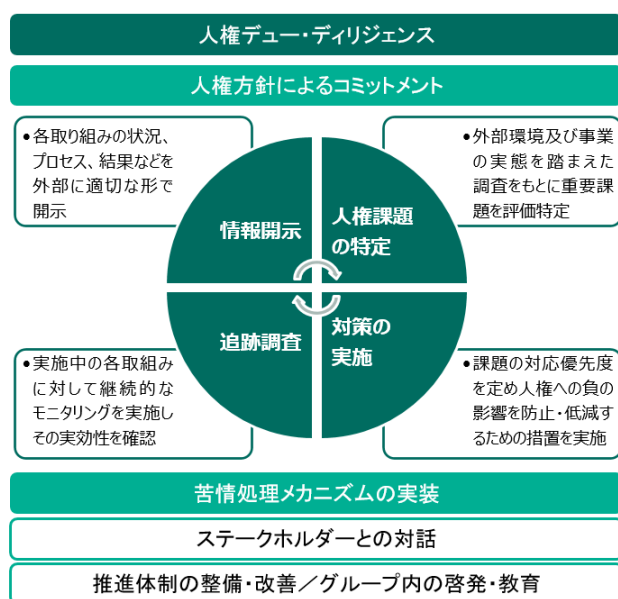 人権デュー・ディリジェンス
人権方針によるコミットメント
•各取り組みの状況、
プロセス、結果などを
外部に適切な形で
開示
•外部環境及び事業
の実態を踏まえた
調査をもとに重要課
題を評価特定
情報開示
人権課題
の特定
追跡調査
対策の
実施
•実施中の各取組み
に対して継続的な
モニタリングを実施し
その実効性を確認
•課題の対応優先度
を定め人権への負の
影響を防止・低減す
るための措置を実施
苦情処理メカニズムの実装
ステークホルダーとの対話
推進体制の整備・改善／グループ内の啓発・教育